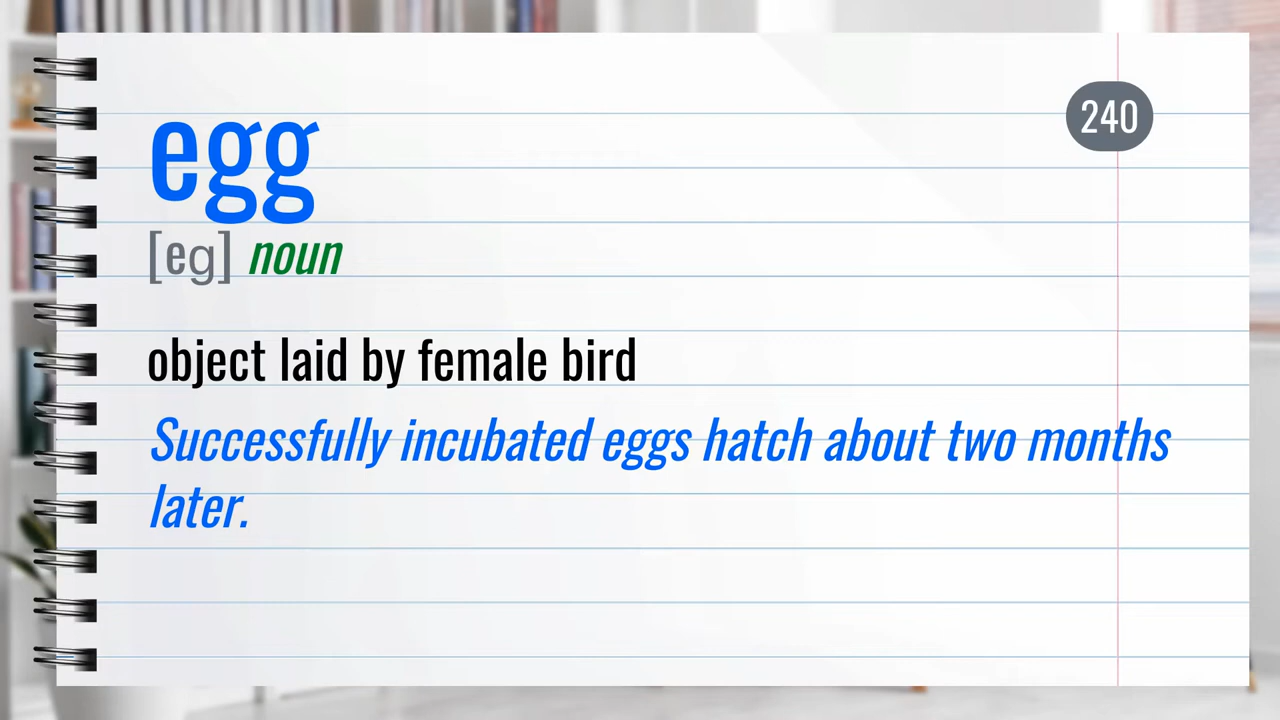 240
egg
[eg] noun
object laid by female bird
Successfully incubated eggs hatch about two months
later.